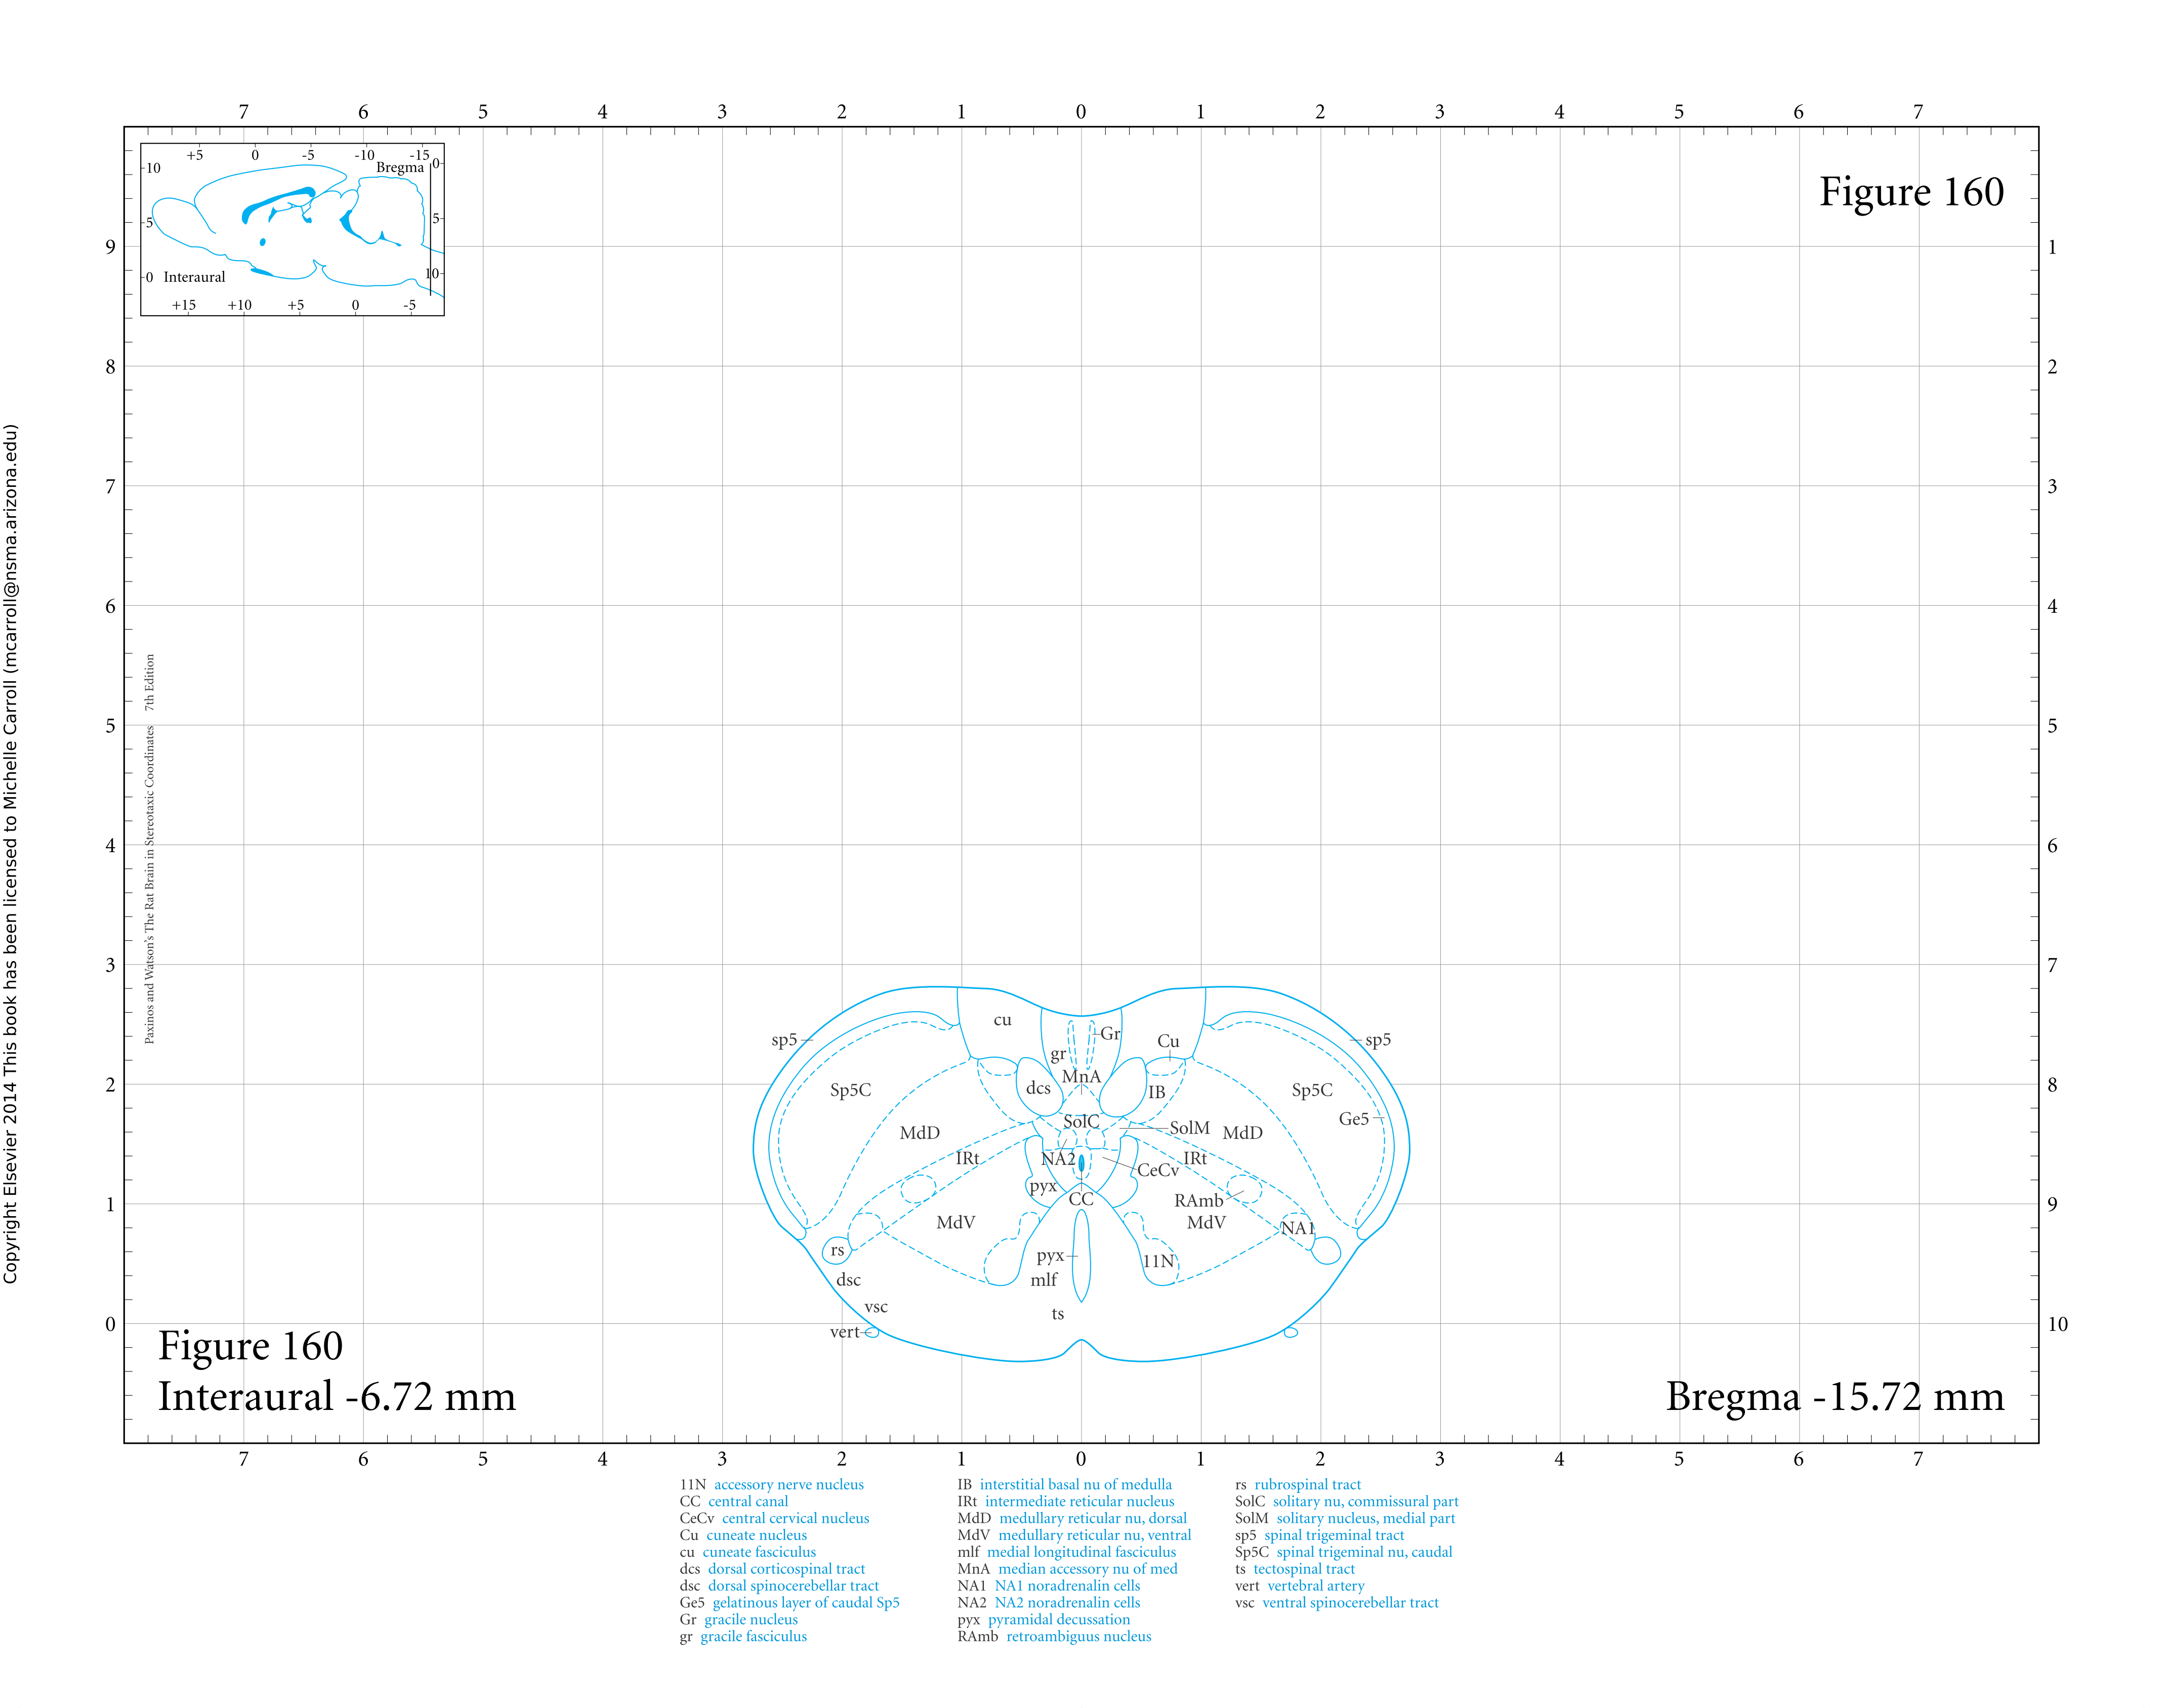 7 6 5 4 3 2 1 0 1 2 3 4 5 6 7
+5 0 -5 -10 -15
10 Bregma 0
5 5
0 Interaural 10
+15 +10 +5 0 -5
Figure 160
9 1
8 2
7 3
6 4
5 5
4 6
3 7
2 8
1 9
0 10
Copyright Elsevier 2014 This book has been licensed to Michelle Carroll (mcarroll@nsma.arizona.edu)
Paxinos and Watson's The Rat Brain in Stereotaxic Coordinates 7th Edition
cu
sp5 Gr Cu sp5
gr
MnA
Sp5C dcs IB Sp5C
Ge5
SolC SolM
MdD MdD
IRt NA2 IRt
CeCv
pyx
CC RAmb
MdV MdV
NA1
rs pyx 11N
dsc mlf
vsc ts
vert
Figure 160
Interaural -6.72 mm
Bregma -15.72 mm
7 6 5 4 3 2 1 0 1 2 3 4 5 6 7
11N accessory nerve nucleus
CC central canal
CeCv central cervical nucleus
Cu cuneate nucleus
cu cuneate fasciculus
dcs dorsal corticospinal tract
dsc dorsal spinocerebellar tract
Ge5 gelatinous layer of caudal Sp5
Gr gracile nucleus
gr gracile fasciculus
IB interstitial basal nu of medulla
IRt intermediate reticular nucleus
MdD medullary reticular nu, dorsal
MdV medullary reticular nu, ventral
mlf medial longitudinal fasciculus
MnA median accessory nu of med
NA1 NA1 noradrenalin cells
NA2 NA2 noradrenalin cells
pyx pyramidal decussation
RAmb retroambiguus nucleus
rs rubrospinal tract
SolC solitary nu, commissural part
SolM solitary nucleus, medial part
sp5 spinal trigeminal tract
Sp5C spinal trigeminal nu, caudal
ts tectospinal tract
vert vertebral artery
vsc ventral spinocerebellar tract